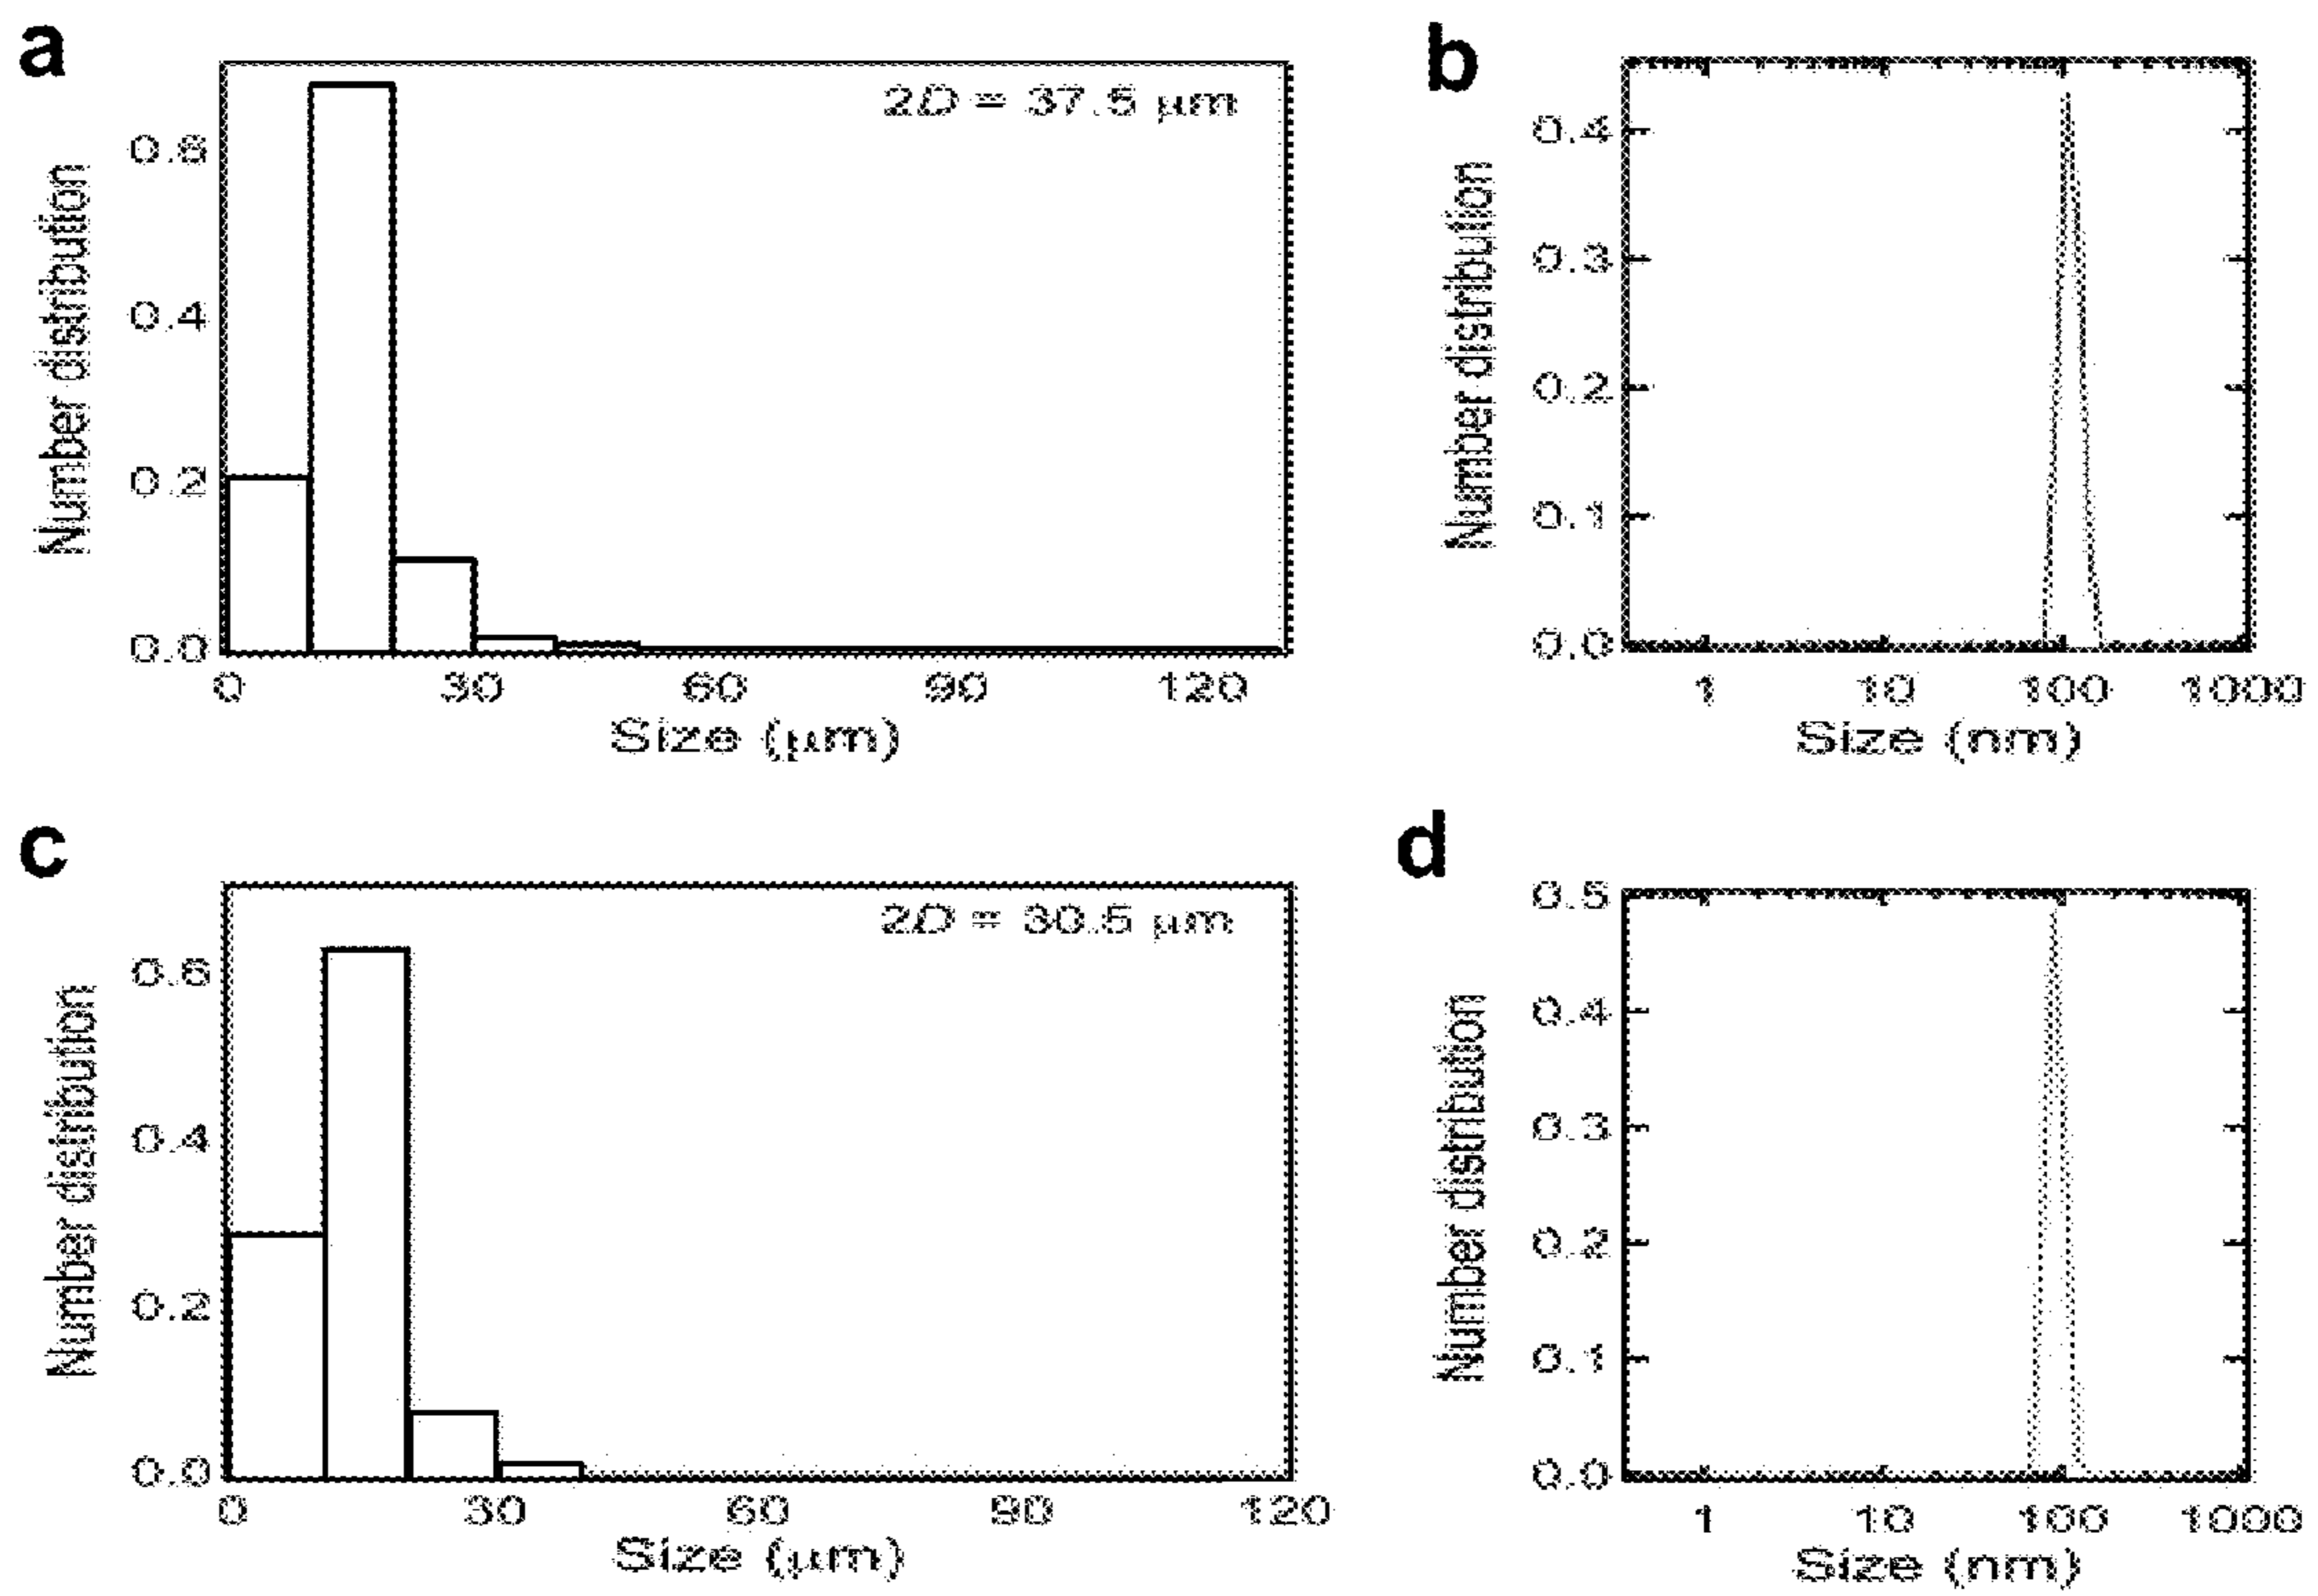 a
2D = 37.5 µm
Number distribution
0.6
0.4
0.2
0.0
0
30
60
90
120
Size (µm)
b
Number distribution
0.4
0.3
0.2
0.1
0.0
1
10
100
1000
Size (nm)
c
2D = 30.5 µm
Number distribution
0.6
0.4
0.2
0.0
0
30
60
90
120
Size (µm)
d
Number distribution
0.5
0.4
0.3
0.2
0.1
0.0
1
10
100
1000
Size (nm)